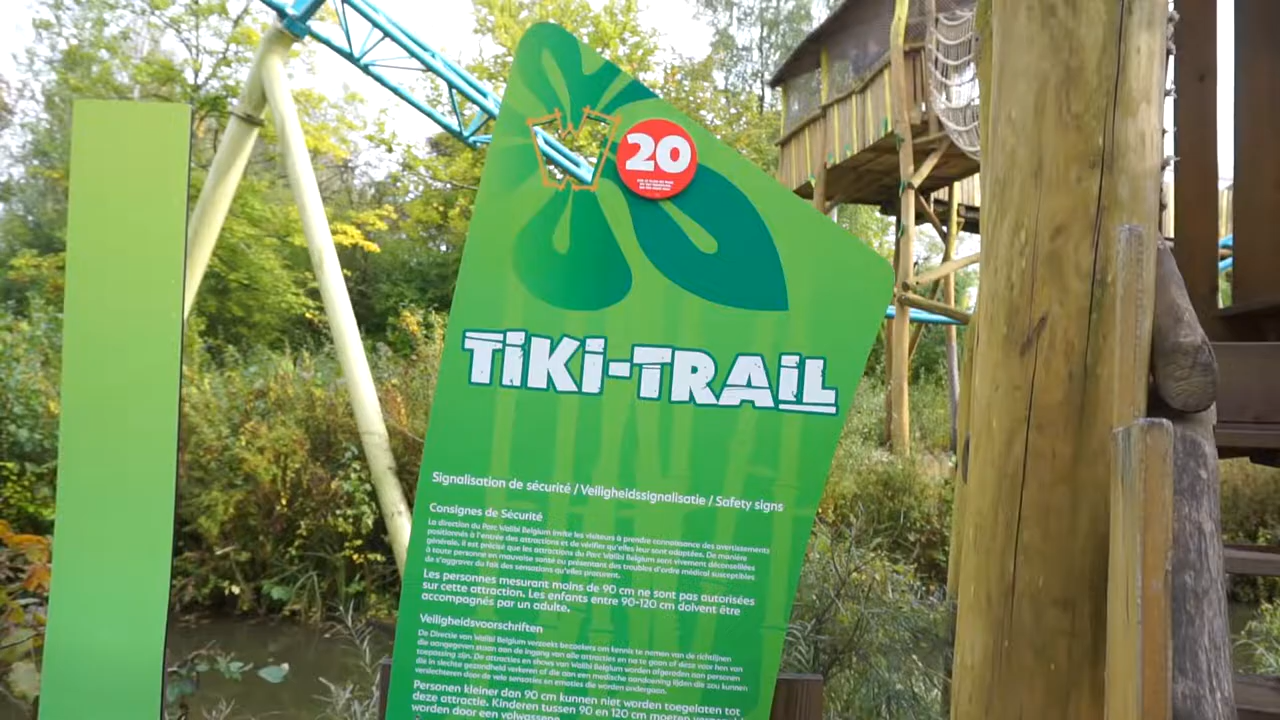 20
TiKi-TRAiL
Signalisation de sécurité / Veiligheidssignalisatie / Safety signs
Consignes de Sécurité
La direction du Parc Walibi Belgium invite les visiteurs à prendre connaissance des avertissements
positionnés à l'entrée des attractions et de vérifier qu'elles leur sont adaptées. De manière
générale, il est précisé que les attractions du Parc Walibi Belgium sont vivement déconseillées
à toute personne en mauvaise santé ou présentant des troubles d'ordre médical susceptibles
de s'aggraver du fait des sensations qu'elles procurent.
Les personnes mesurant moins de 90 cm ne sont pas autorisées
sur cette attraction. Les enfants entre 90-120 cm doivent être
accompagnés par un adulte.
Veiligheidsvoorschriften
De Directie van Walibi Belgium verzoekt bezoekers om kennis te nemen van de richtlijnen
die aangegeven staan aan de ingang van alle attracties en na te gaan of deze voor hen van
toepassing zijn. De attracties en shows van Walibi Belgium worden afgeraden aan personen
die in slechte gezondheid verkeren of die aan een medische aandoening lijden die zou kunnen
verslechteren door de vele sensaties en emoties die worden ondergaan.
Personen kleiner dan 90 cm kunnen niet worden toegelaten tot
deze attractie. Kinderen tussen 90 en 120 cm moeten
worden door een volwassene